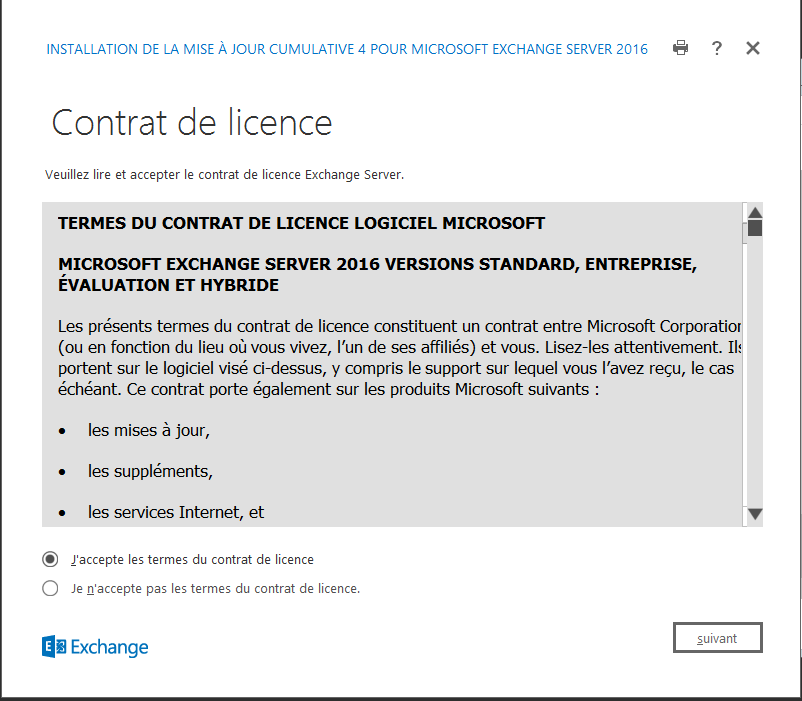 INSTALLATION DE LA MISE À JOUR CUMULATIVE 4 POUR MICROSOFT EXCHANGE SERVER 2016 ?
Contrat de licence
Veuillez lire et accepter le contrat de licence Exchange Server.
TERMES DU CONTRAT DE LICENCE LOGICIEL MICROSOFT
MICROSOFT EXCHANGE SERVER 2016 VERSIONS STANDARD, ENTREPRISE,
ÉVALUATION ET HYBRIDE
Les présents termes du contrat de licence constituent un contrat entre Microsoft Corporation
(ou en fonction du lieu où vous vivez, l’un de ses affiliés) et vous. Lisez-les attentivement. Ils
portent sur le logiciel visé ci-dessus, y compris le support sur lequel vous l’avez reçu, le cas
échéant. Ce contrat porte également sur les produits Microsoft suivants :
• les mises à jour,
• les suppléments,
• les services Internet, et
J'accepte les termes du contrat de licence
Je n'accepte pas les termes du contrat de licence.
Exchange
suivant